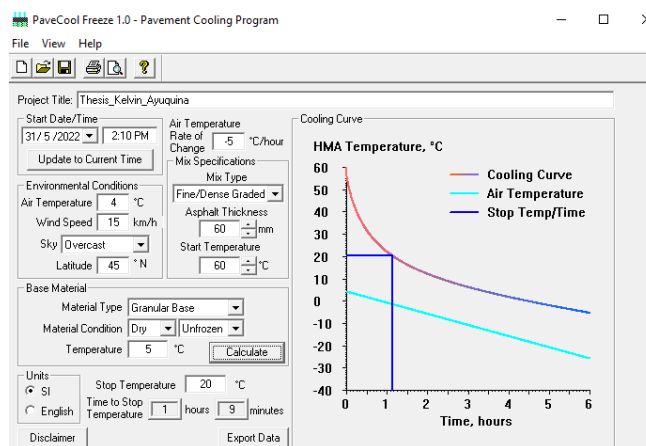 PaveCool Freeze 1.0 - Pavement Cooling Program
File View Help
Project Title: Thesis_Kelvin_Ayuquina
Start Date/Time
31/ 5 /2022 2:10 PM
Update to Current Time
Air Temperature
Rate of
Change -5 °C/hour
Environmental Conditions
Air Temperature 4 °C
Wind Speed 15 km/h
Sky Overcast
Latitude 45 ° N
Mix Specifications
Mix Type
Fine/Dense Graded
Asphalt Thickness
60 mm
Start Temperature
60 °C
Base Material
Material Type Granular Base
Material Condition Dry Unfrozen
Temperature 5 °C Calculate
Units
SI
English
Stop Temperature 20 °C
Time to Stop
Temperature 1 hours 9 minutes
Disclaimer Export Data
Cooling Curve
HMA Temperature, °C
60
50
40
30
20
10
0
-10
-20
-30
-40
Cooling Curve
Air Temperature
Stop Temp/Time
0 1 2 3 4 5 6
Time, hours